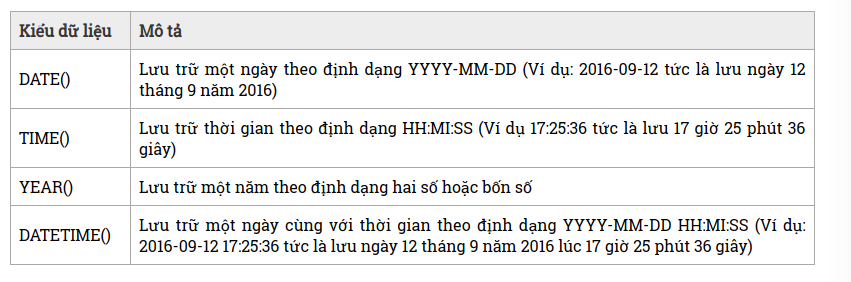 Kiểu dữ liệu Mô tả
DATE() Lưu trữ một ngày theo định dạng YYYY-MM-DD (Ví dụ: 2016-09-12 tức là lưu ngày 12
tháng 9 năm 2016)
TIME() Lưu trữ thời gian theo định dạng HH:MI:SS (Ví dụ 17:25:36 tức là lưu 17 giờ 25 phút 36
giây)
YEAR() Lưu trữ một năm theo định dạng hai số hoặc bốn số
DATETIME() Lưu trữ một ngày cùng với thời gian theo định dạng YYYY-MM-DD HH:MI:SS (Ví dụ:
2016-09-12 17:25:36 tức là lưu ngày 12 tháng 9 năm 2016 lúc 17 giờ 25 phút 36 giây)